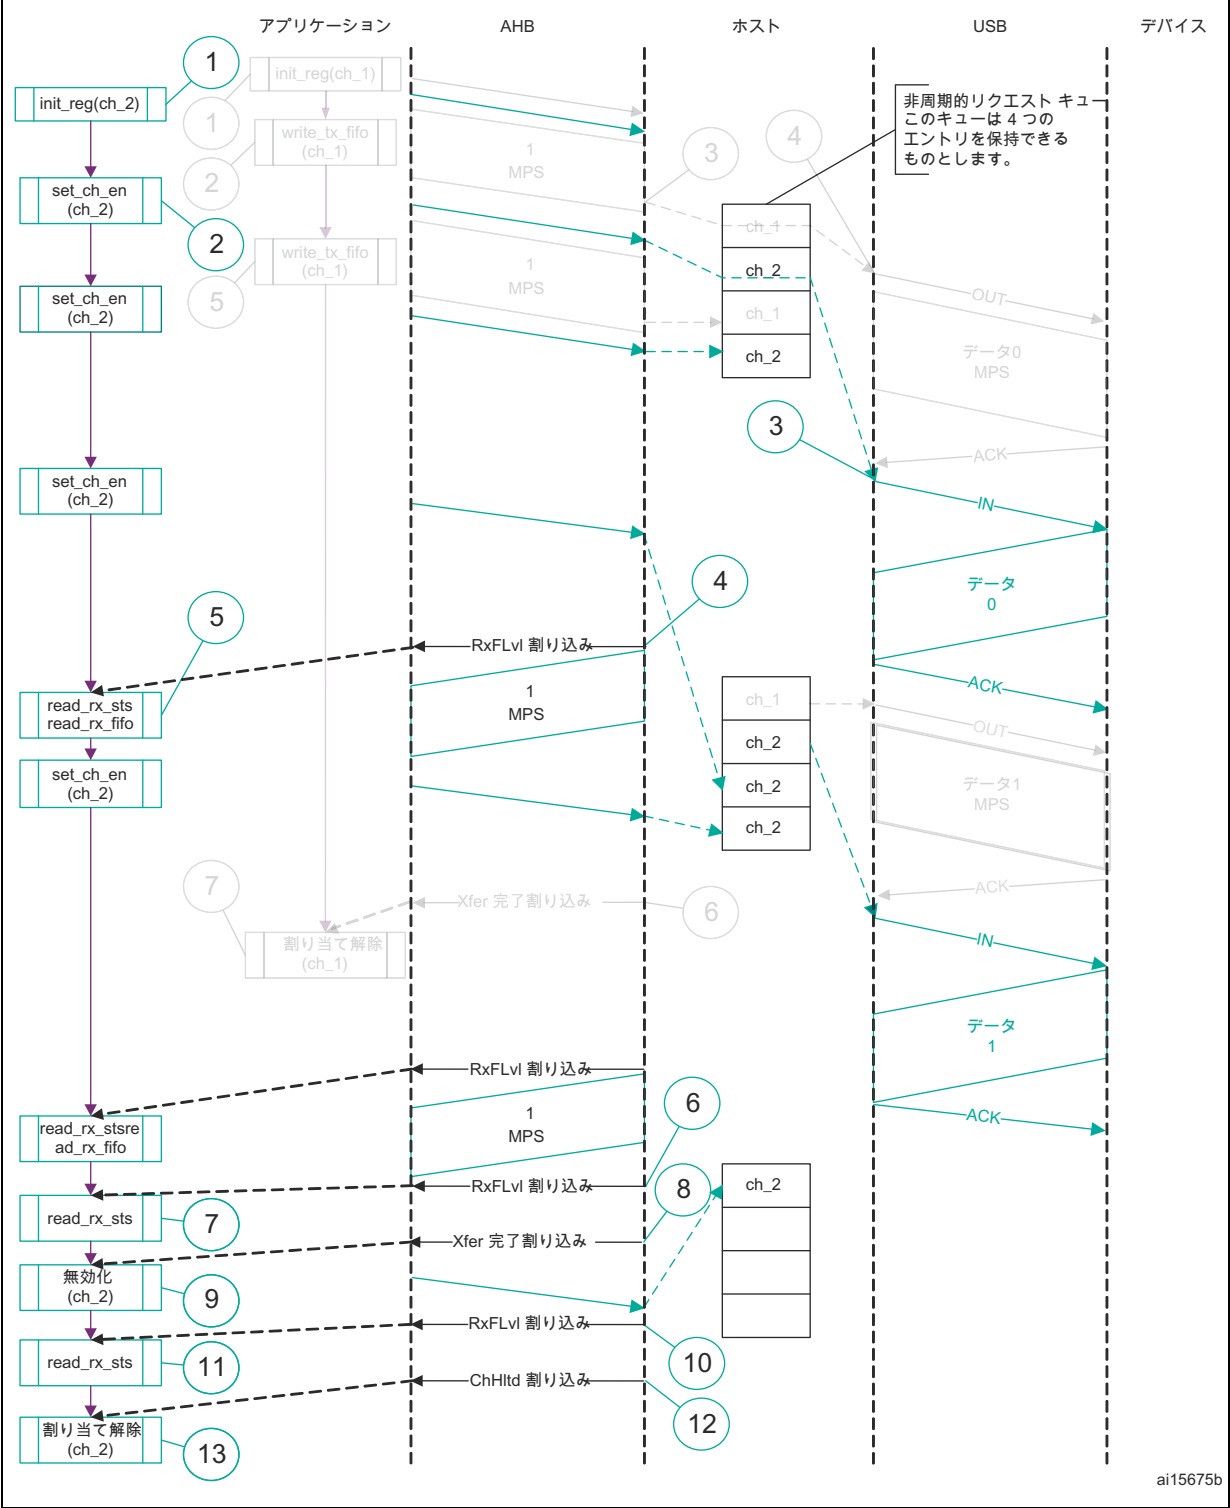 アプリケーション
AHB
ホスト
USB
デバイス
1
init_reg(ch_2)
init_reg(ch_1)
1
write_tx_fifo
(ch_1)
2
1
MPS
3
4
非周期的リクエスト キュー
このキューは 4 つの
エントリを保持できる
ものとします。
set_ch_en
(ch_2)
2
write_tx_fifo
(ch_1)
5
1
MPS
ch_1
ch_2
ch_1
ch_2
OUT
データ0
MPS
ACK
set_ch_en
(ch_2)
3
set_ch_en
(ch_2)
IN
データ
0
4
5
RxFLvl 割り込み
read_rx_sts
read_rx_fifo
1
MPS
ACK
ch_1
ch_2
ch_2
ch_2
OUT
データ1
MPS
ACK
set_ch_en
(ch_2)
7
Xfer 完了割り込み
6
割り当て解除
(ch_1)
IN
データ
1
RxFLvl 割り込み
6
1
MPS
ACK
read_rx_stsre
ad_rx_fifo
RxFLvl 割り込み
8
ch_2
read_rx_sts
7
Xfer 完了割り込み
無効化
(ch_2)
9
RxFLvl 割り込み
10
read_rx_sts
11
ChHltd 割り込み
12
割り当て解除
(ch_2)
13
ai15675b